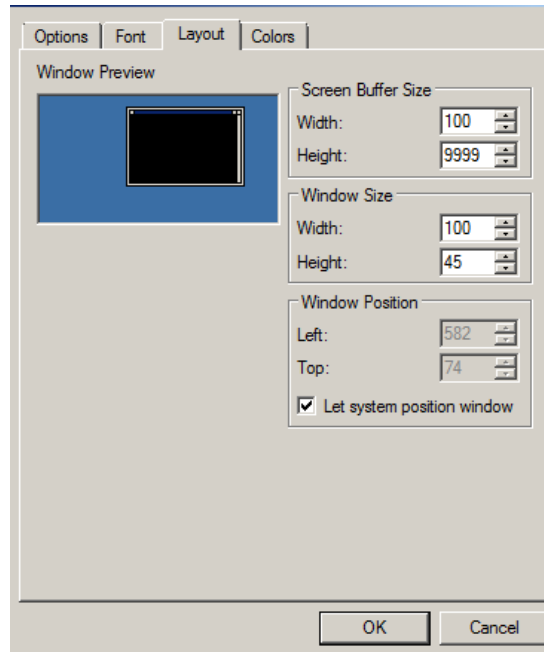 Options Font Layout Colors
Window Preview
Screen Buffer Size
Width: 100
Height: 9999
Window Size
Width: 100
Height: 45
Window Position
Left: 582
Top: 74
Let system position window
OK Cancel